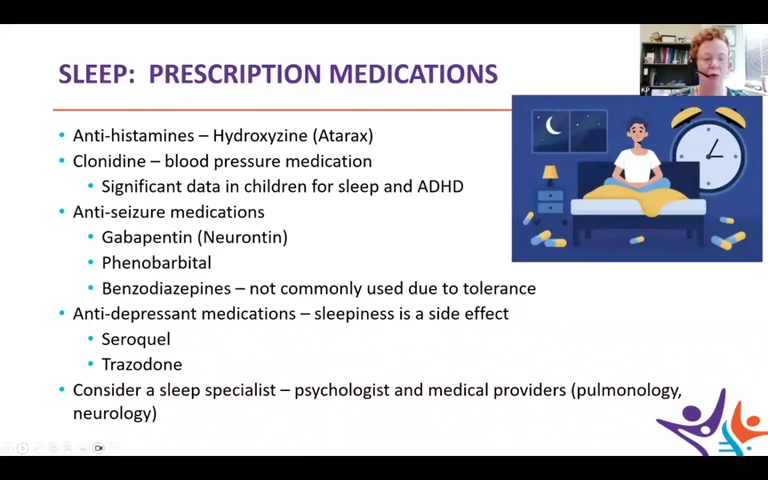 SLEEP: PRESCRIPTION MEDICATIONS
KP
• Anti-histamines – Hydroxyzine (Atarax)
• Clonidine – blood pressure medication
• Significant data in children for sleep and ADHD
• Anti-seizure medications
• Gabapentin (Neurontin)
• Phenobarbital
• Benzodiazepines – not commonly used due to tolerance
• Anti-depressant medications – sleepiness is a side effect
• Seroquel
• Trazodone
• Consider a sleep specialist – psychologist and medical providers (pulmonology,
neurology)